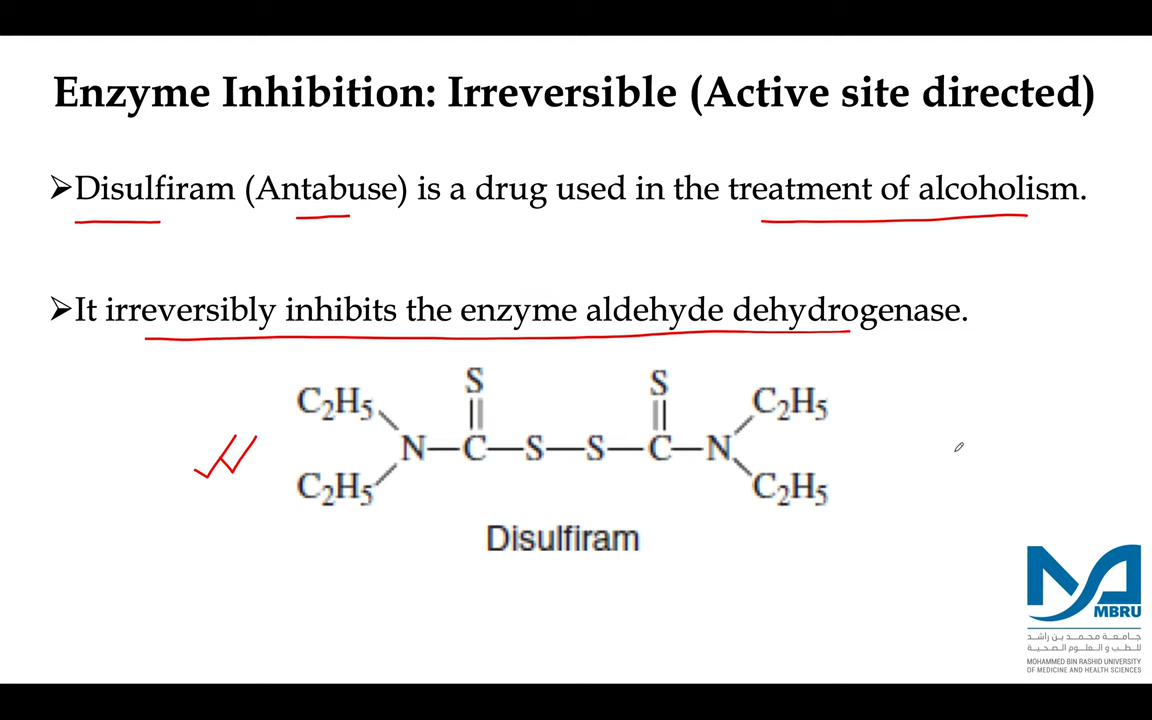 Enzyme Inhibition: Irreversible (Active site directed)
➢Disulfiram (Antabuse) is a drug used in the treatment of alcoholism.
➢It irreversibly inhibits the enzyme aldehyde dehydrogenase.
S S
C₂H₅ C₂H₅
N—C—S—S—C—N
C₂H₅ C₂H₅
Disulfiram
MBRU
جامعة محمد بن راشد
للطب و العلوم الصحية
MOHAMMED BIN RASHID UNIVERSITY
OF MEDICINE AND HEALTH SCIENCES